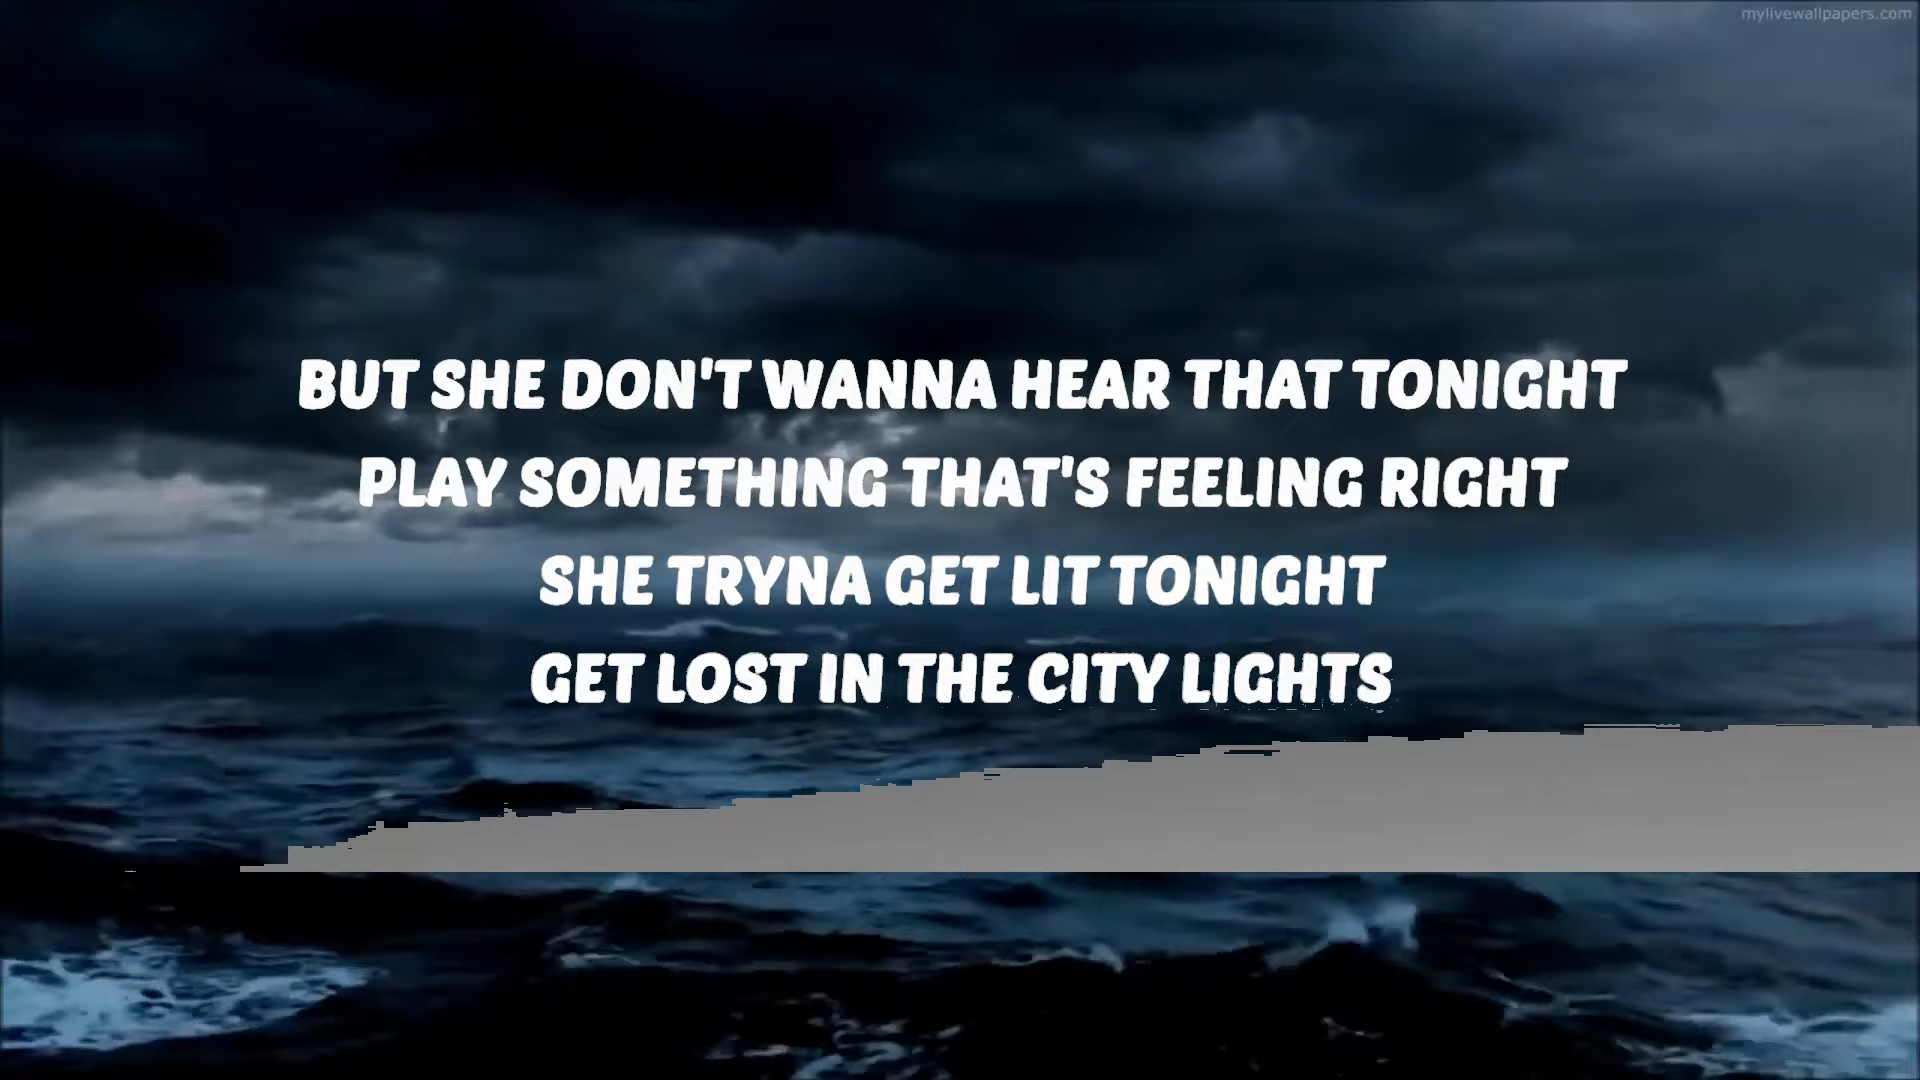 mylivewallpapers.com
BUT SHE DON'T WANNA HEAR THAT TONIGHT
PLAY SOMETHING THAT'S FEELING RIGHT
SHE TRYNA GET LIT TONIGHT
GET LOST IN THE CITY LIGHTS